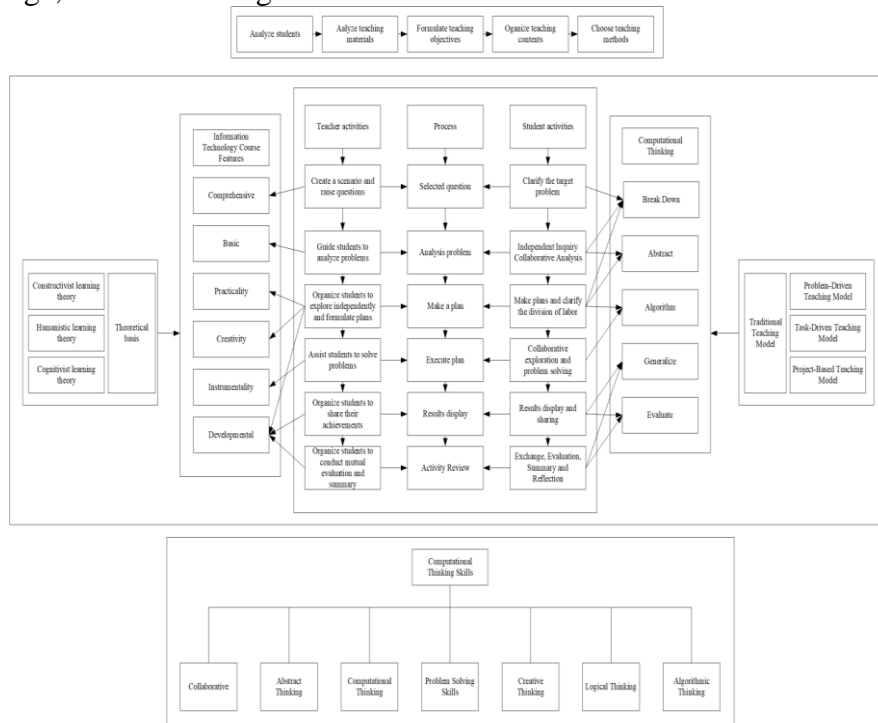 Analyze students
Aalyze teaching
materials
Formulate teaching
objectives
Organize teaching
contents
Choose teaching
methods
Information
Technology Course
Features
Comprehensive
Basic
Practicality
Creativity
Instrumentality
Developmental
Teacher activities
Process
Student activities
Create a scenario and
raise questions
Selected question
Clarify the target
problem
Guide students to
analyze problems
Analysis problem
Independent Inquiry
Collaborative Analysis
Organize students to
explore independently
and formulate plans
Make a plan
Make plans and clarify
the division of labor
Assist students to solve
problems
Execute plan
Collaborative
exploration and
problem solving
Organize students to
share their
achievements
Results display
Results display and
sharing
Organize students to
conduct mutual
evaluation and
summary
Activity Review
Exchange, Evaluation,
Summary and
Reflection
Computational
Thinking
Break Down
Abstract
Algorithm
Generalize
Evaluate
Constructivist learning
theory
Humanistic learning
theory
Cognitivist learning
theory
Theoretical
basis
Traditional
Teaching
Model
Problem-Driven
Teaching Model
Task-Driven Teaching
Model
Project-Based Teaching
Model
Computational
Thinking Skills
Collaborative
Abstract
Thinking
Computational
Thinking
Problem Solving
Skills
Creative
Thinking
Logical Thinking
Algorithmic
Thinking